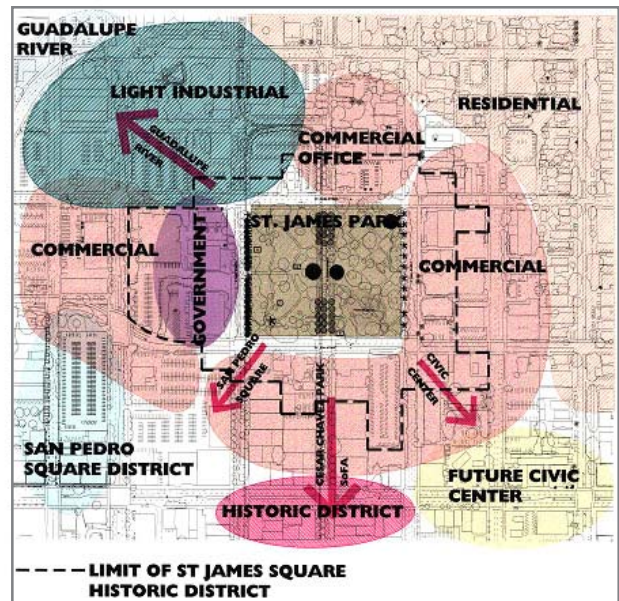 GUADALUPE
RIVER
LIGHT INDUSTRIAL
RESIDENTIAL
GUADALUPE
RIVER
COMMERCIAL
OFFICE
ST. JAMES PARK
COMMERCIAL
GOVERNMENT
COMMERCIAL
SAN PEDRO
SQUARE
CIVIC
CENTER
CESAR CHAVEZ PARK
SoFA
SAN PEDRO
SQUARE DISTRICT
FUTURE CIVIC
CENTER
HISTORIC DISTRICT
LIMIT OF ST JAMES SQUARE
HISTORIC DISTRICT